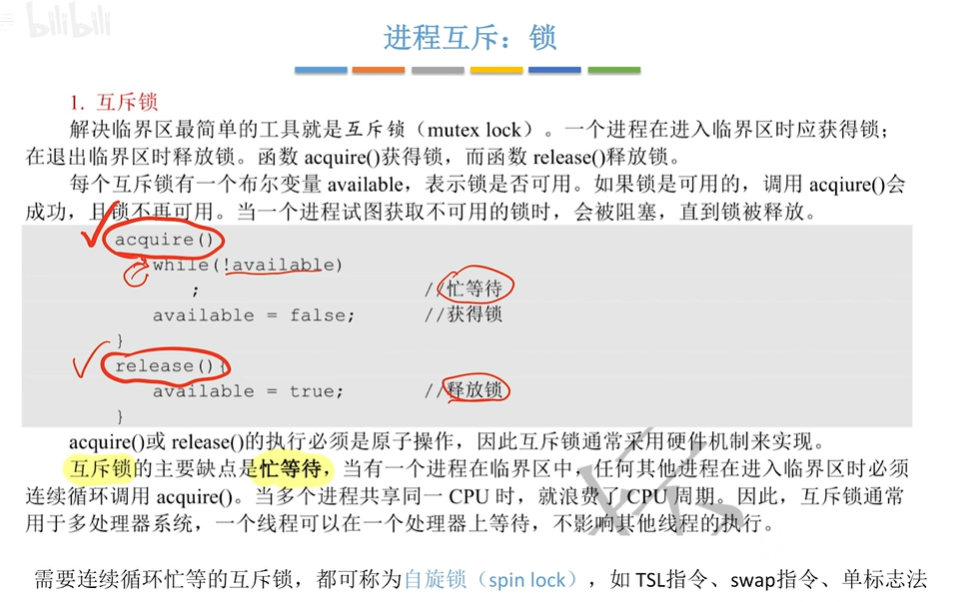 bilibili
进程互斥：锁
1. 互斥锁
解决临界区最简单的工具就是互斥锁（mutex lock）。一个进程在进入临界区时应获得锁；
在退出临界区时释放锁。函数 acquire()获得锁，而函数 release()释放锁。
每个互斥锁有一个布尔变量 available，表示锁是否可用。如果锁是可用的，调用 acqiure()会
成功，且锁不再可用。当一个进程试图获取不可用的锁时，会被阻塞，直到锁被释放。
acquire()
while(!available)
; //忙等待
available = false; //获得锁
}
release(){
available = true; //释放锁
}
acquire()或 release()的执行必须是原子操作，因此互斥锁通常采用硬件机制来实现。
互斥锁的主要缺点是忙等待，当有一个进程在临界区中，任何其他进程在进入临界区时必须
连续循环调用 acquire()。当多个进程共享同一 CPU 时，就浪费了 CPU 周期。因此，互斥锁通常
用于多处理器系统，一个线程可以在一个处理器上等待，不影响其他线程的执行。
需要连续循环忙等的互斥锁，都可称为自旋锁（spin lock），如 TSL指令、swap指令、单标志法